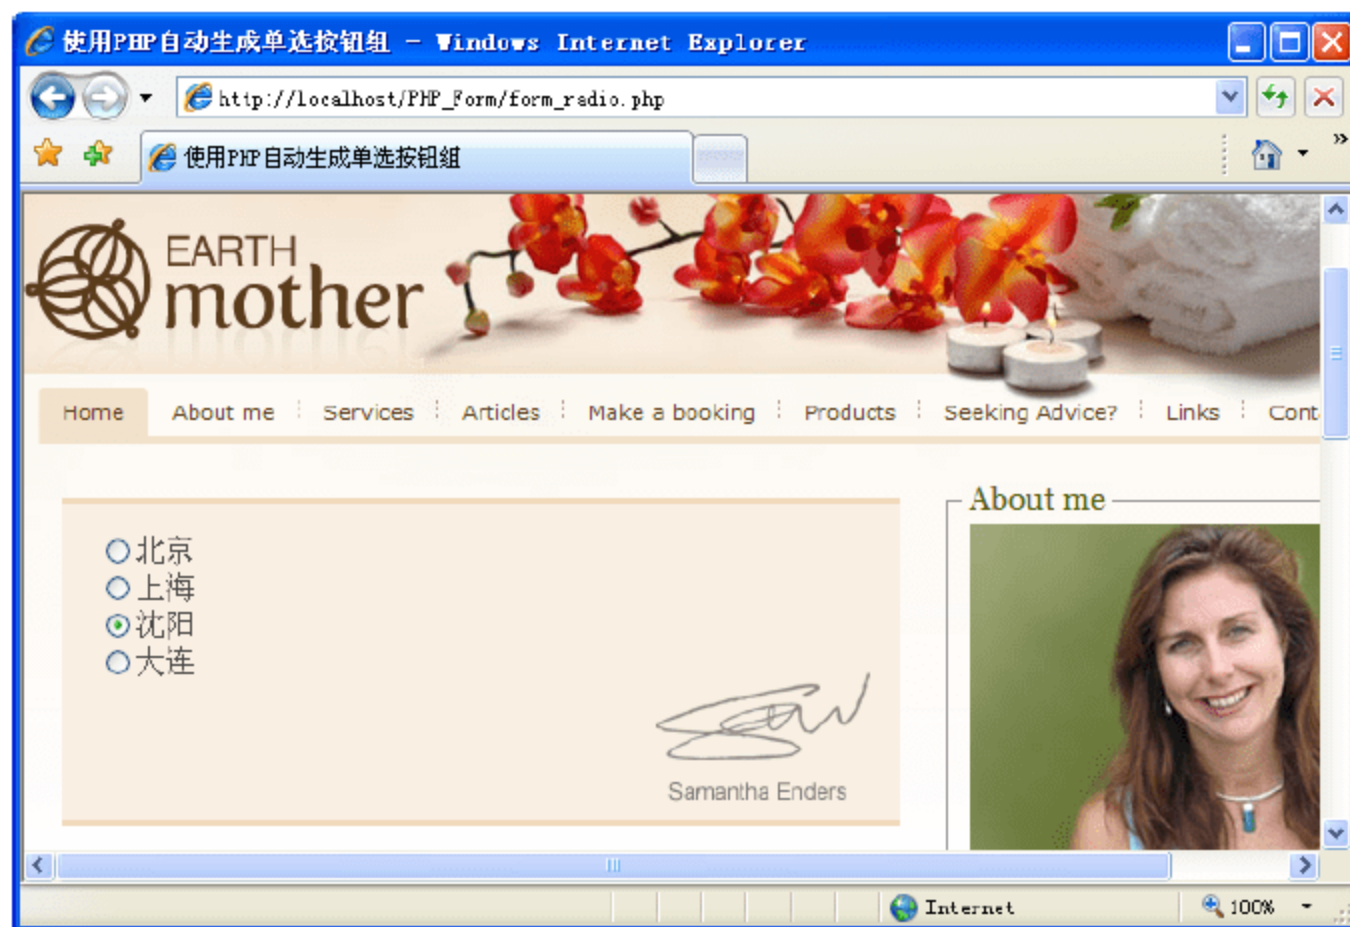 使用PHP自动生成单选按钮组 - Windows Internet Explorer
http://localhost/PHP_Form/form_radio.php
使用PHP自动生成单选按钮组
EARTH
mother
Home About me Services Articles Make a booking Products Seeking Advice? Links Cont
About me
北京
上海
沈阳
大连
Samantha Enders
Internet 100%